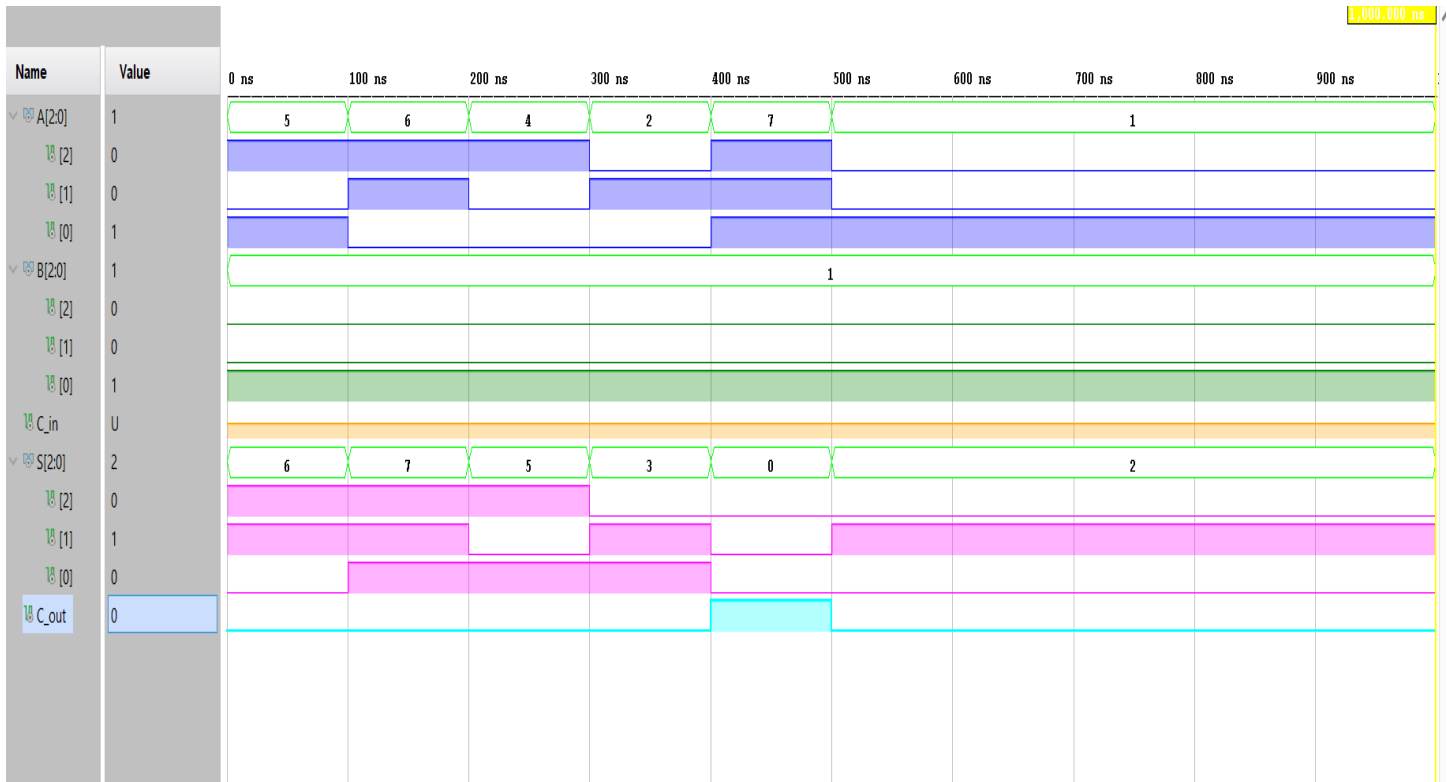 1,000.000 ns
Name Value 0 ns 100 ns 200 ns 300 ns 400 ns 500 ns 600 ns 700 ns 800 ns 900 ns
A[2:0] 1 5 6 4 2 7 1
[2] 0
[1] 0
[0] 1
B[2:0] 1 1
[2] 0
[1] 0
[0] 1
C_in U
S[2:0] 2 6 7 5 3 0 2
[2] 0
[1] 1
[0] 0
C_out 0